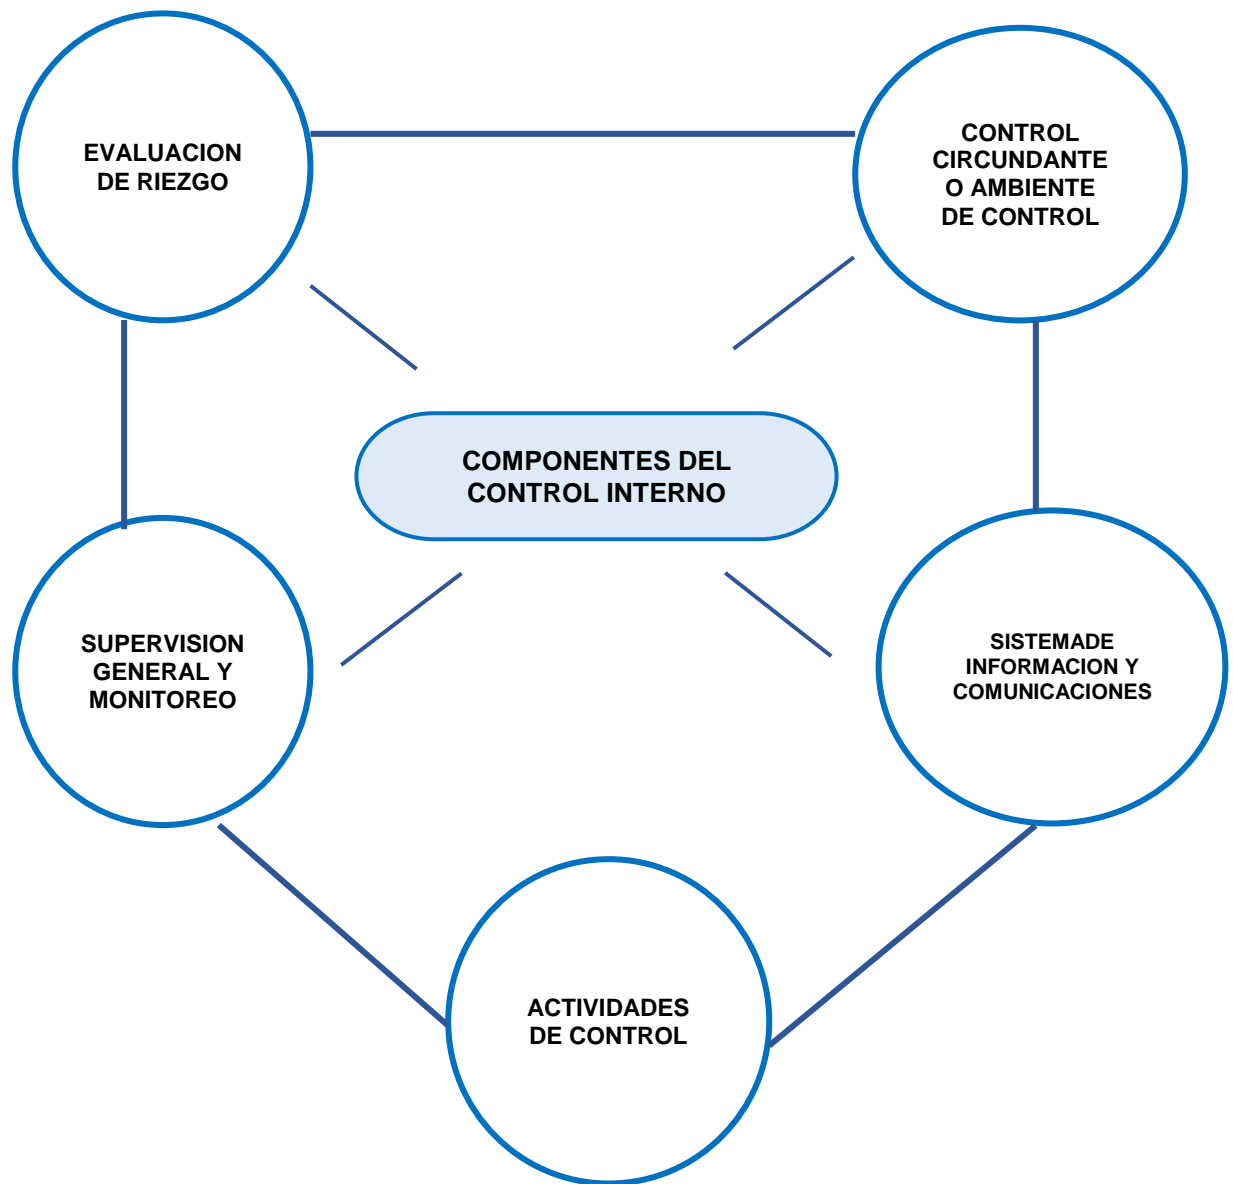 EVALUACION
DE RIEZGO
CONTROL
CIRCUNDANTE
O AMBIENTE
DE CONTROL
COMPONENTES DEL
CONTROL INTERNO
SUPERVISION
GENERAL Y
MONITOREO
SISTEMADE
INFORMACION Y
COMUNICACIONES
ACTIVIDADES
DE CONTROL